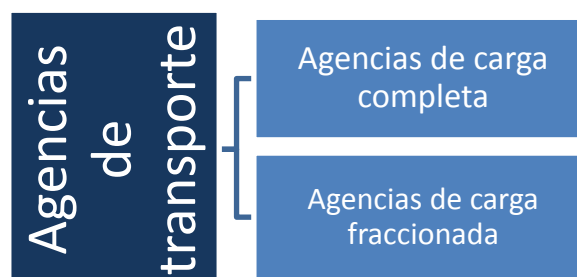 Agencias
de
transporte
Agencias de carga
completa
Agencias de carga
fraccionada